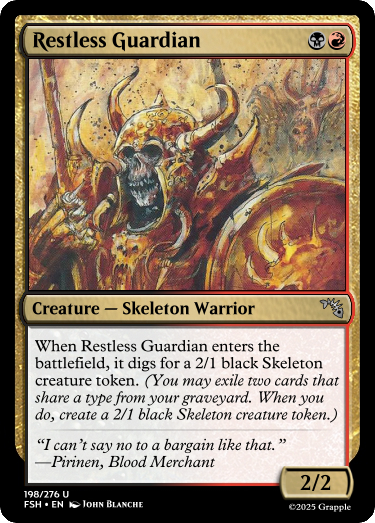 Restless Guardian
Creature — Skeleton Warrior
When Restless Guardian enters the
battlefield, it digs for a 2/1 black Skeleton
creature token. (You may exile two cards that
share a type from your graveyard. When you
do, create a 2/1 black Skeleton creature token.)
“I can't say no to a bargain like that.”
—Pirinen, Blood Merchant
2/2
198/276 U
FSH • EN John Blanche
©2025 Grapple